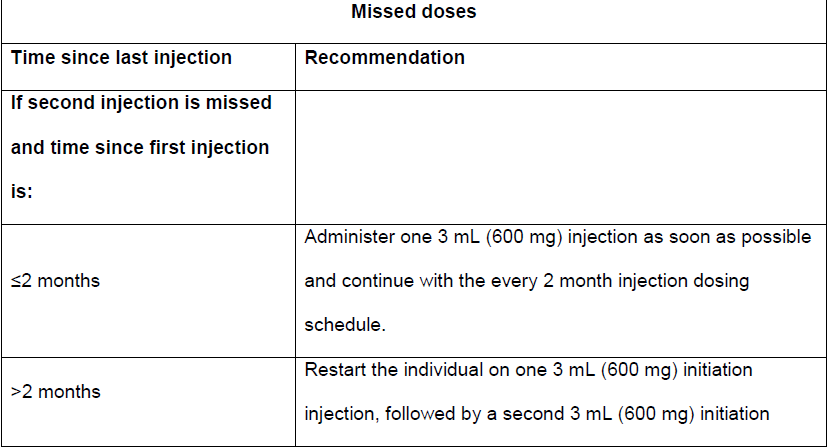 Missed doses
Time since last injection
Recommendation
If second injection is missed
and time since first injection
is:
≤2 months
Administer one 3 mL (600 mg) injection as soon as possible
and continue with the every 2 month injection dosing
schedule.
>2 months
Restart the individual on one 3 mL (600 mg) initiation
injection, followed by a second 3 mL (600 mg) initiation